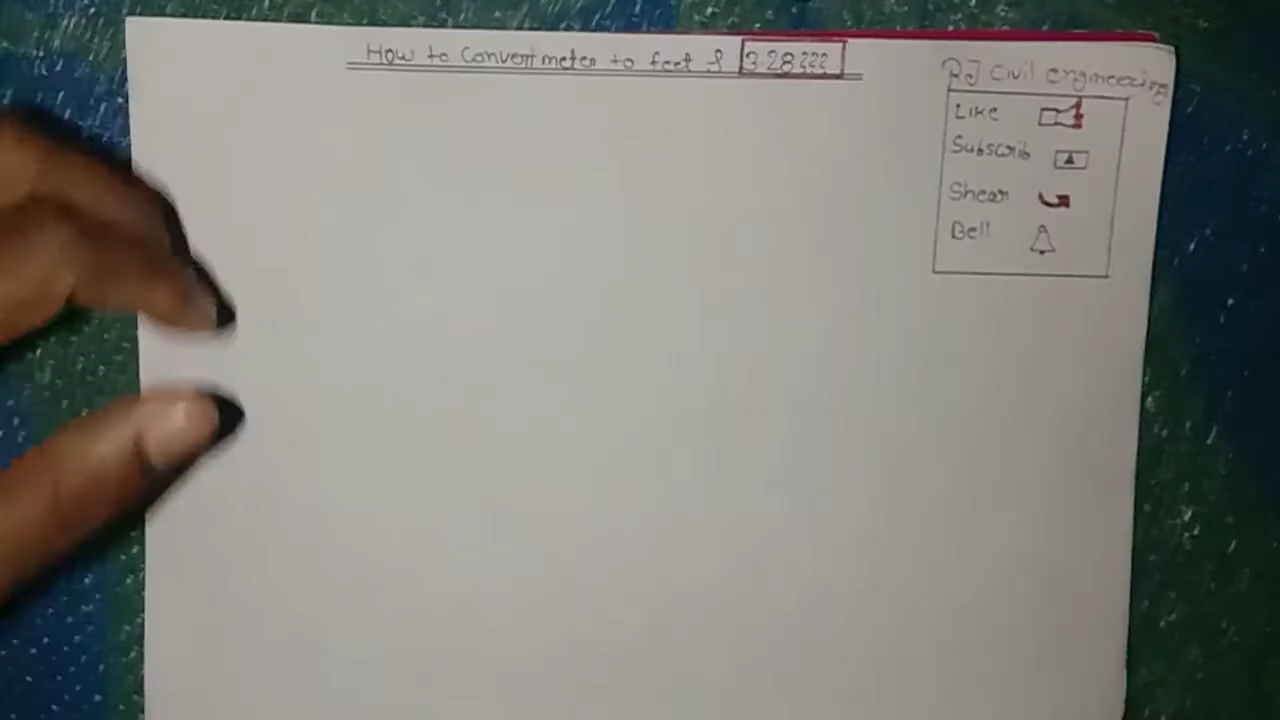 How to Convert meter to feet & 3.28???
RJ Civil engineering
Like
Subscrib
Shear
Bell